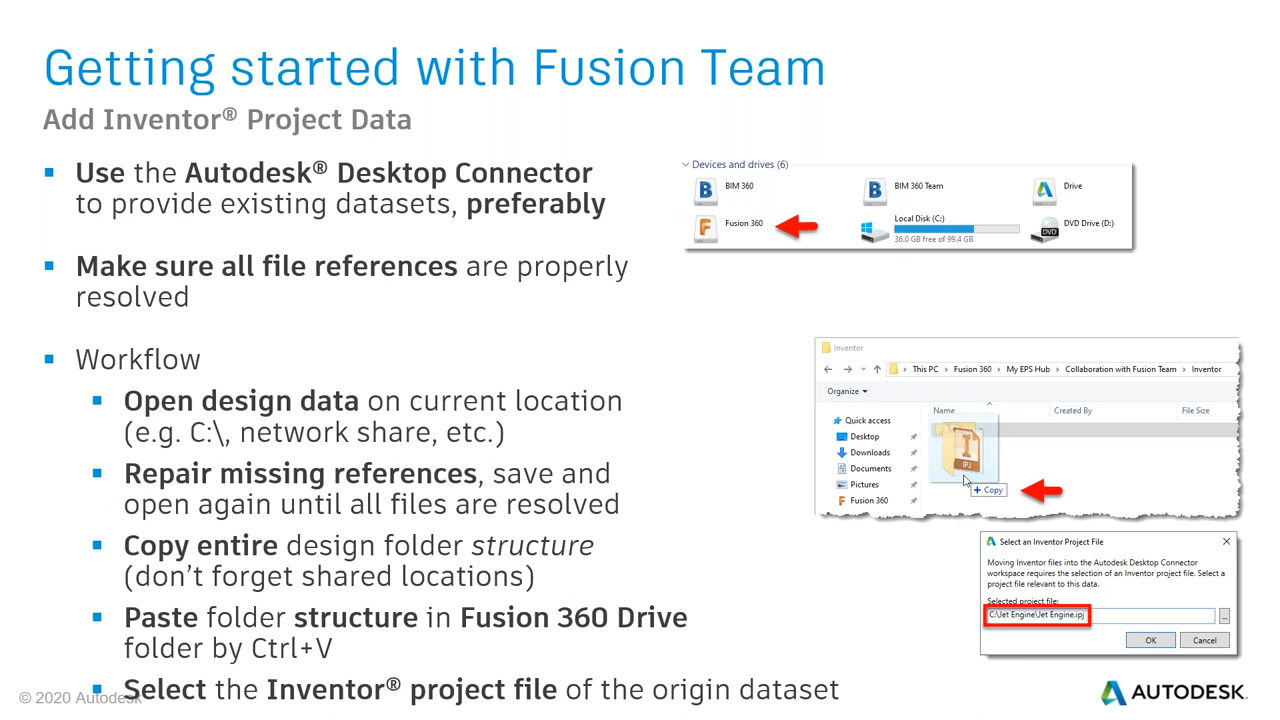 Getting started with Fusion Team
Add Inventor® Project Data
▪ Use the Autodesk® Desktop Connector
to provide existing datasets, preferably
▪ Make sure all file references are properly
resolved
▪ Workflow
▪ Open design data on current location
(e.g. C:\, network share, etc.)
▪ Repair missing references, save and
open again until all files are resolved
▪ Copy entire design folder structure
(don't forget shared locations)
▪ Paste folder structure in Fusion 360 Drive
folder by Ctrl+V
▪ Select the Inventor® project file of the origin dataset
Devices and drives (6)
BIM 360
BIM 360 Team
Drive
Fusion 360
Local Disk (C:)
36.0 GB free of 99.4 GB
DVD Drive (D:)
DVD
Inventor
This PC > Fusion 360 > My EPS Hub > Collaboration with Fusion Team > Inventor
Organize
Name Created By File Size
Quick access
Desktop
Downloads
Documents
Pictures
Fusion 360
IPJ
+ Copy
Select an Inventor Project File
Moving Inventor files into the Autodesk Desktop Connector
workspace requires the selection of an Inventor project file. Select a
project file relevant to this data.
Selected project file:
C:\Jet Engine\Jet Engine.ipj
...
OK Cancel
© 2020 Autodesk
AUTODESK.